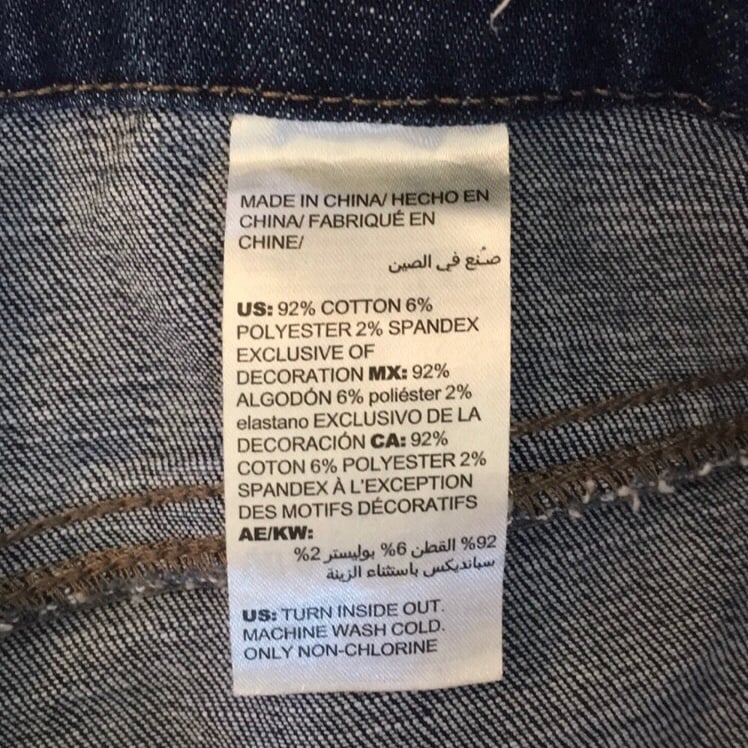 MADE IN CHINA/ HECHO EN
CHINA/ FABRIQUÉ EN
CHINE/
صُنع في الصين
US: 92% COTTON 6%
POLYESTER 2% SPANDEX
EXCLUSIVE OF
DECORATION MX: 92%
ALGODÓN 6% poliéster 2%
elastano EXCLUSIVO DE LA
DECORACIÓN CA: 92%
COTON 6% POLYESTER 2%
SPANDEX À L'EXCEPTION
DES MOTIFS DÉCORATIFS
AE/KW:
%92 القطن 6% بوليستر 2%
سبانديكس باستثناء الزينة
US: TURN INSIDE OUT.
MACHINE WASH COLD.
ONLY NON-CHLORINE